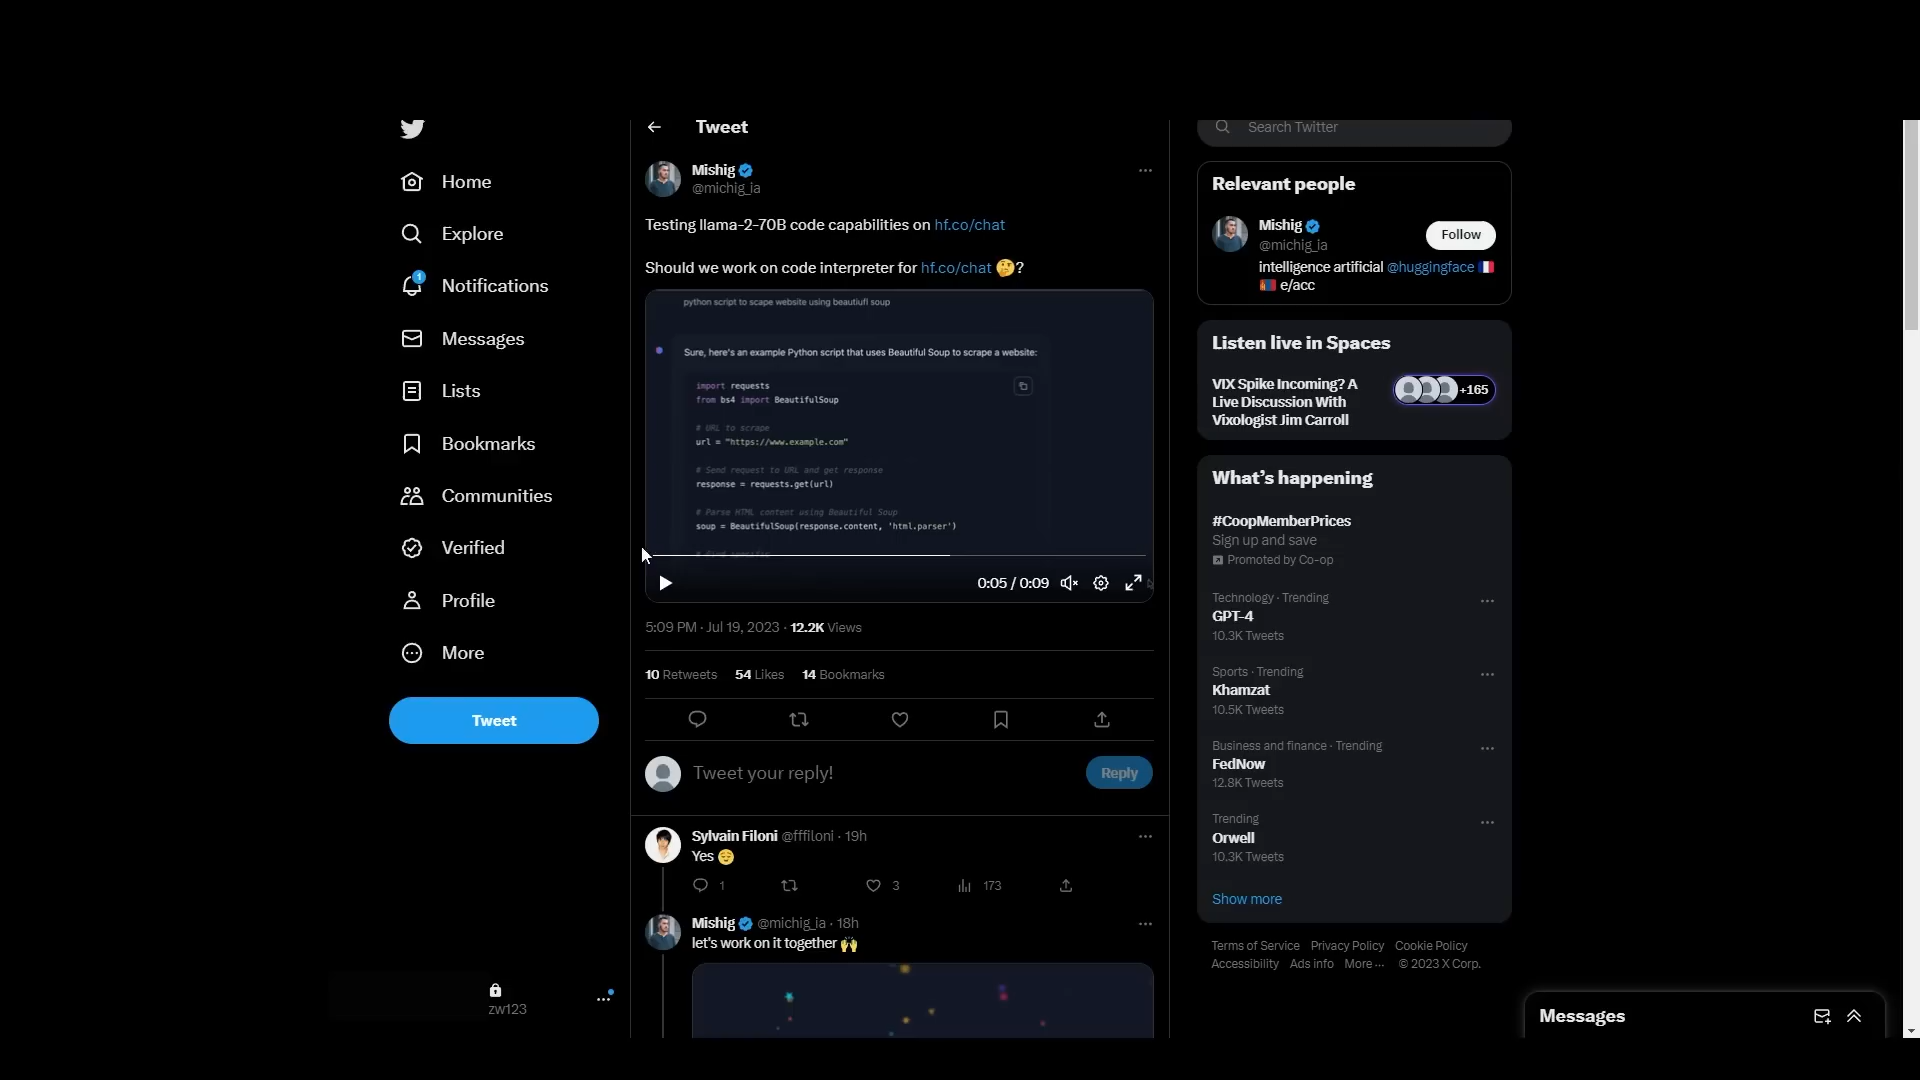 Home
Explore
1
Notifications
Messages
Lists
Bookmarks
Communities
Verified
Profile
More
Tweet
zw123
Tweet
Mishig
@michig_ia
Testing llama-2-70B code capabilities on hf.co/chat
Should we work on code interpreter for hf.co/chat 🤔?
python script to scape website using beautiufl soup
Sure, here's an example Python script that uses Beautiful Soup to scrape a website:
import requests
from bs4 import BeautifulSoup
# URL to scrape
url = "https://www.example.com"
# Send request to URL and get response
response = requests.get(url)
# Parse HTML content using Beautiful Soup
soup = BeautifulSoup(response.content, 'html.parser')
# Find specific
0:05 / 0:09
5:09 PM · Jul 19, 2023 · 12.2K Views
10 Retweets 54 Likes 14 Bookmarks
Tweet your reply!
Reply
Sylvain Filoni @fffiloni · 19h
Yes 😌
1 3 173
Mishig @michig_ia · 18h
let's work on it together 🙌
Search Twitter
Relevant people
Mishig
@michig_ia
Follow
intelligence artificial @huggingface 🇫🇷
🇲🇳 e/acc
Listen live in Spaces
VIX Spike Incoming? A
Live Discussion With
Vixologist Jim Carroll
+165
What's happening
#CoopMemberPrices
Sign up and save
Promoted by Co-op
Technology · Trending
GPT-4
10.3K Tweets
Sports · Trending
Khamzat
10.5K Tweets
Business and finance · Trending
FedNow
12.8K Tweets
Trending
Orwell
10.3K Tweets
Show more
Terms of Service Privacy Policy Cookie Policy
Accessibility Ads info More ··· © 2023 X Corp.
Messages